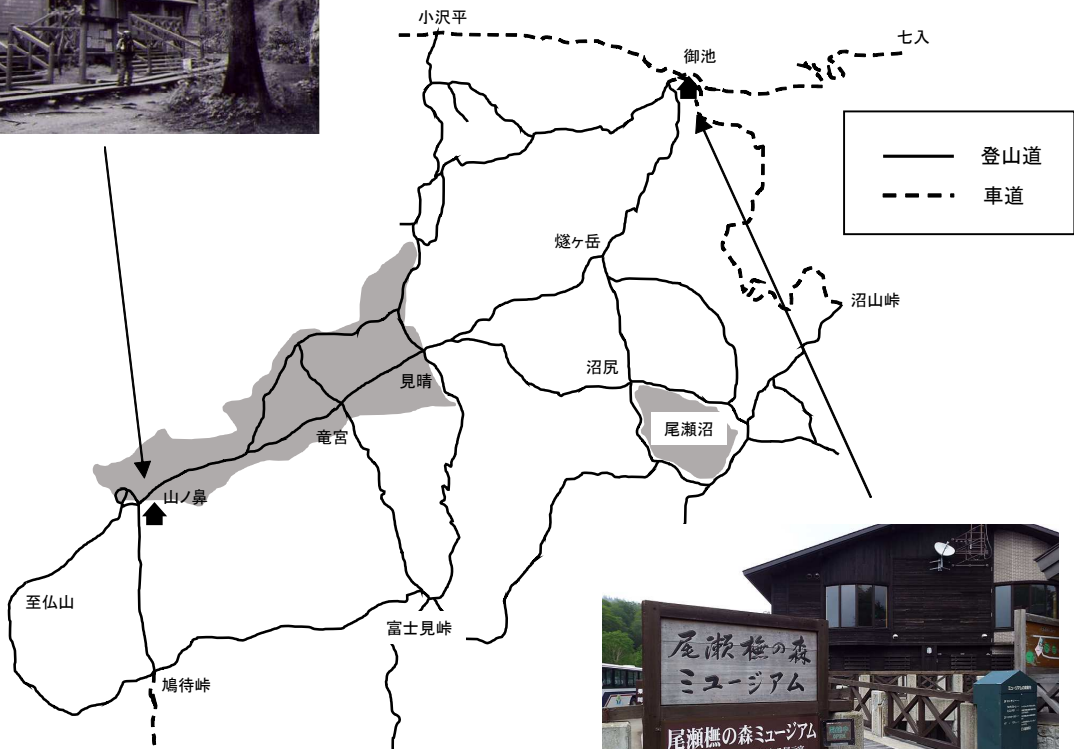 小沢平
七入
御池
登山道
車道
燧ヶ岳
沼山峠
沼尻
見晴
尾瀬沼
竜宮
山ノ鼻
至仏山
富士見峠
鳩待峠
尾瀬橅の森
ミュージアム
尾瀬橅の森ミュージアム